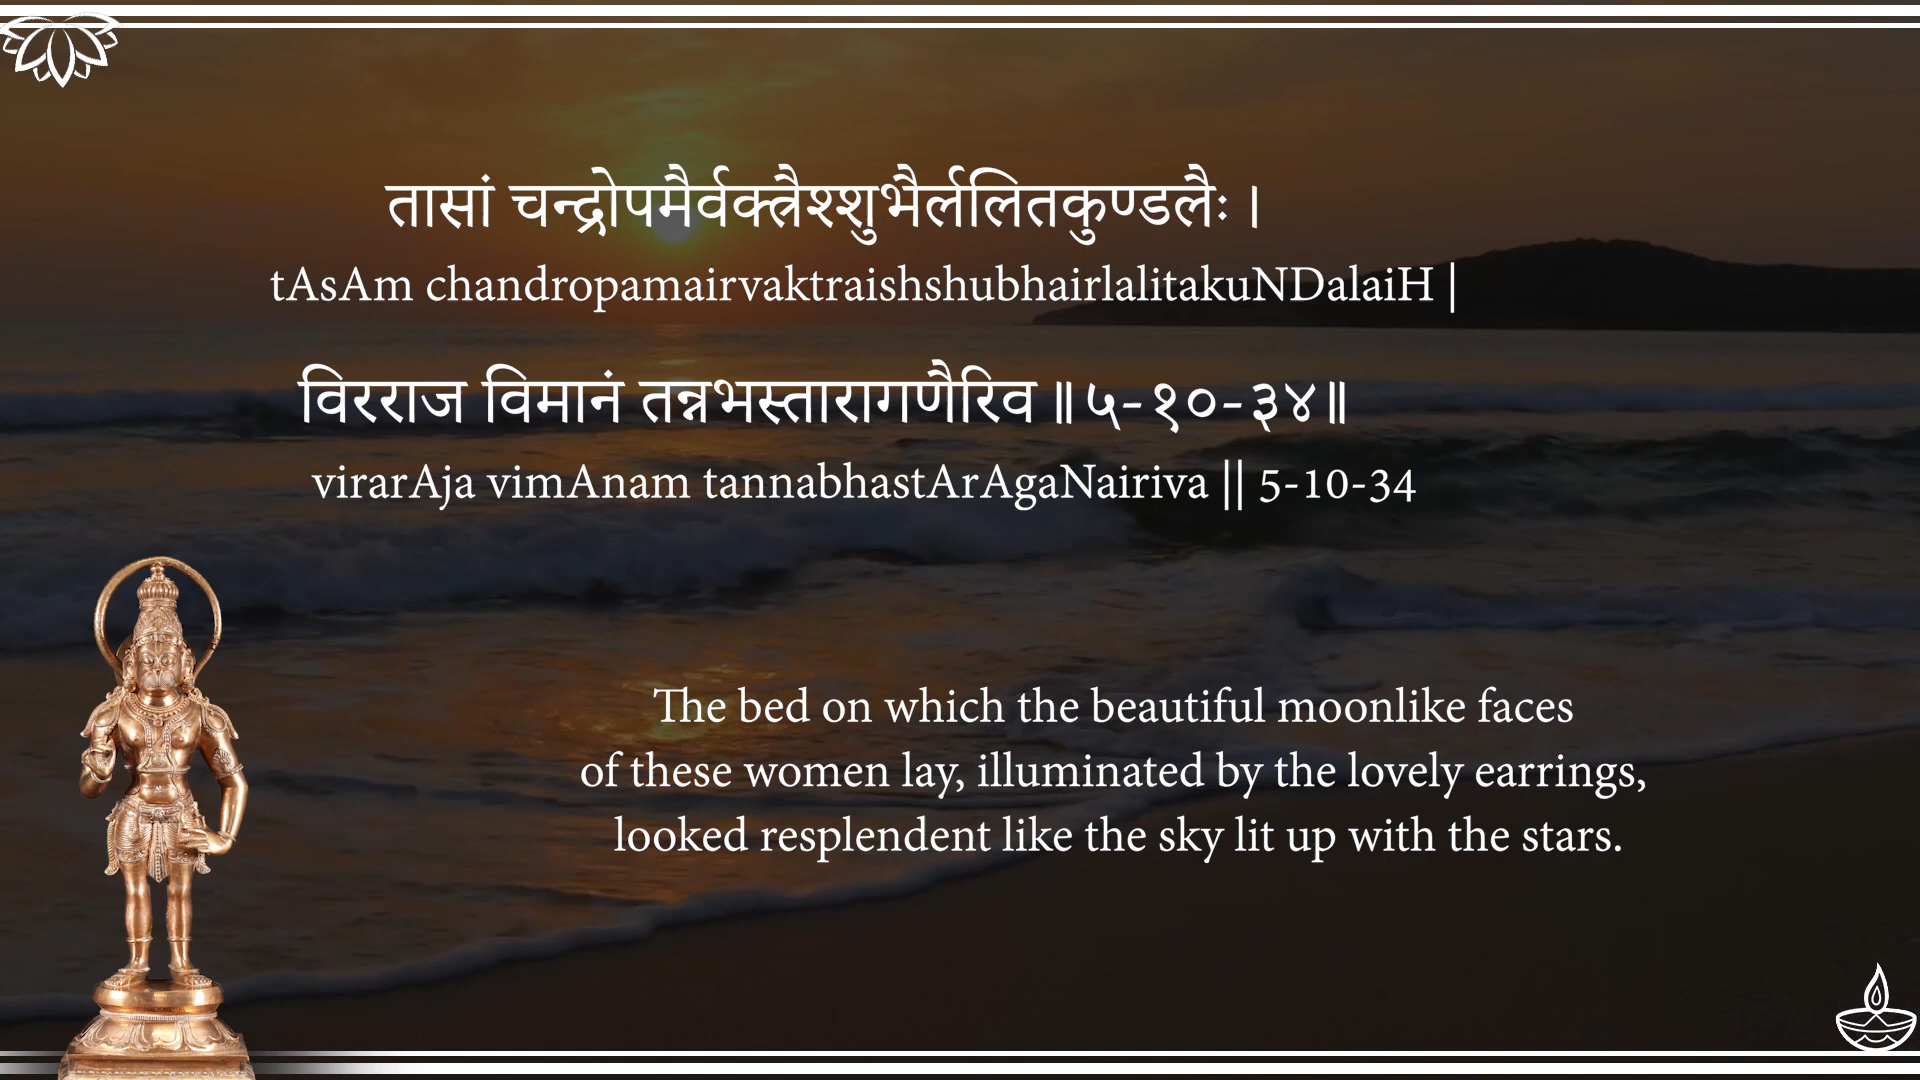 तासां चन्द्रोपमैर्वक्त्रैश्शुभैर्ललितकुण्डलैः ।
tAsAm chandropamairvaktraishshubhairlalitakuNDalaiH |
विरराज विमानं तन्नभस्तारागणैरिव ॥ ५-१०-३४॥
virarAja vimAnam tannabhastArAgaNairiva || 5-10-34
The bed on which the beautiful moonlike faces
of these women lay, illuminated by the lovely earrings,
looked resplendent like the sky lit up with the stars.